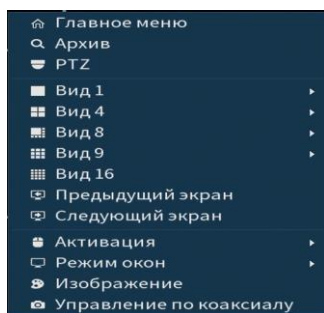 Главное меню
Архив
PTZ
Вид 1
Вид 4
Вид 8
Вид 9
Вид 16
Предыдущий экран
Следующий экран
Активация
Режим окон
Изображение
Управление по коаксиалу